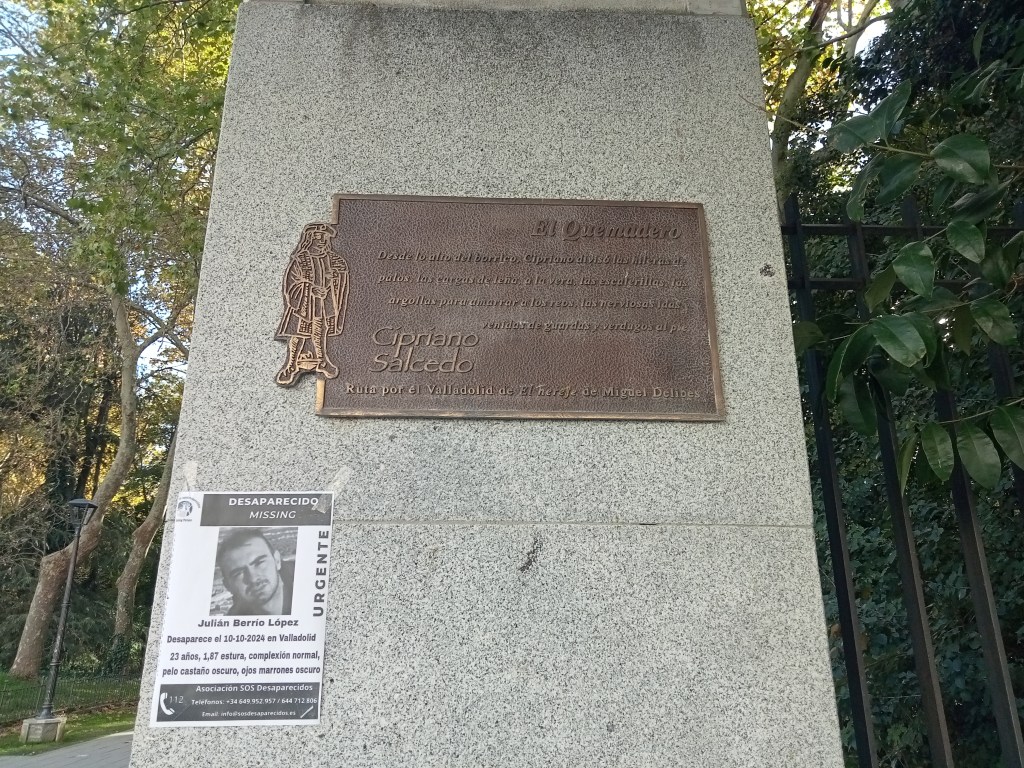 El Quemadero
Desde lo alto del borrico, Cipriano divisó las hileras de
palos, las cargas de leña, a la vera, las escalerillas, las
argollas para amarrar a los reos, las nerviosas idas y
venidas de guardas y verdugos al pie.
Cipriano
Salcedo
Ruta por el Valladolid de El hereje de Miguel Delibes
DESAPARECIDO
MISSING
URGENTE
Julián Berrío López
Desaparece el 10-10-2024 en Valladolid
23 años, 1,87 estura, complexión normal,
pelo castaño oscuro, ojos marrones oscuro
112
Asociación SOS Desaparecidos
Teléfonos: +34 649.952.957 / 644 712 806
Email: info@sosdesaparecidos.es